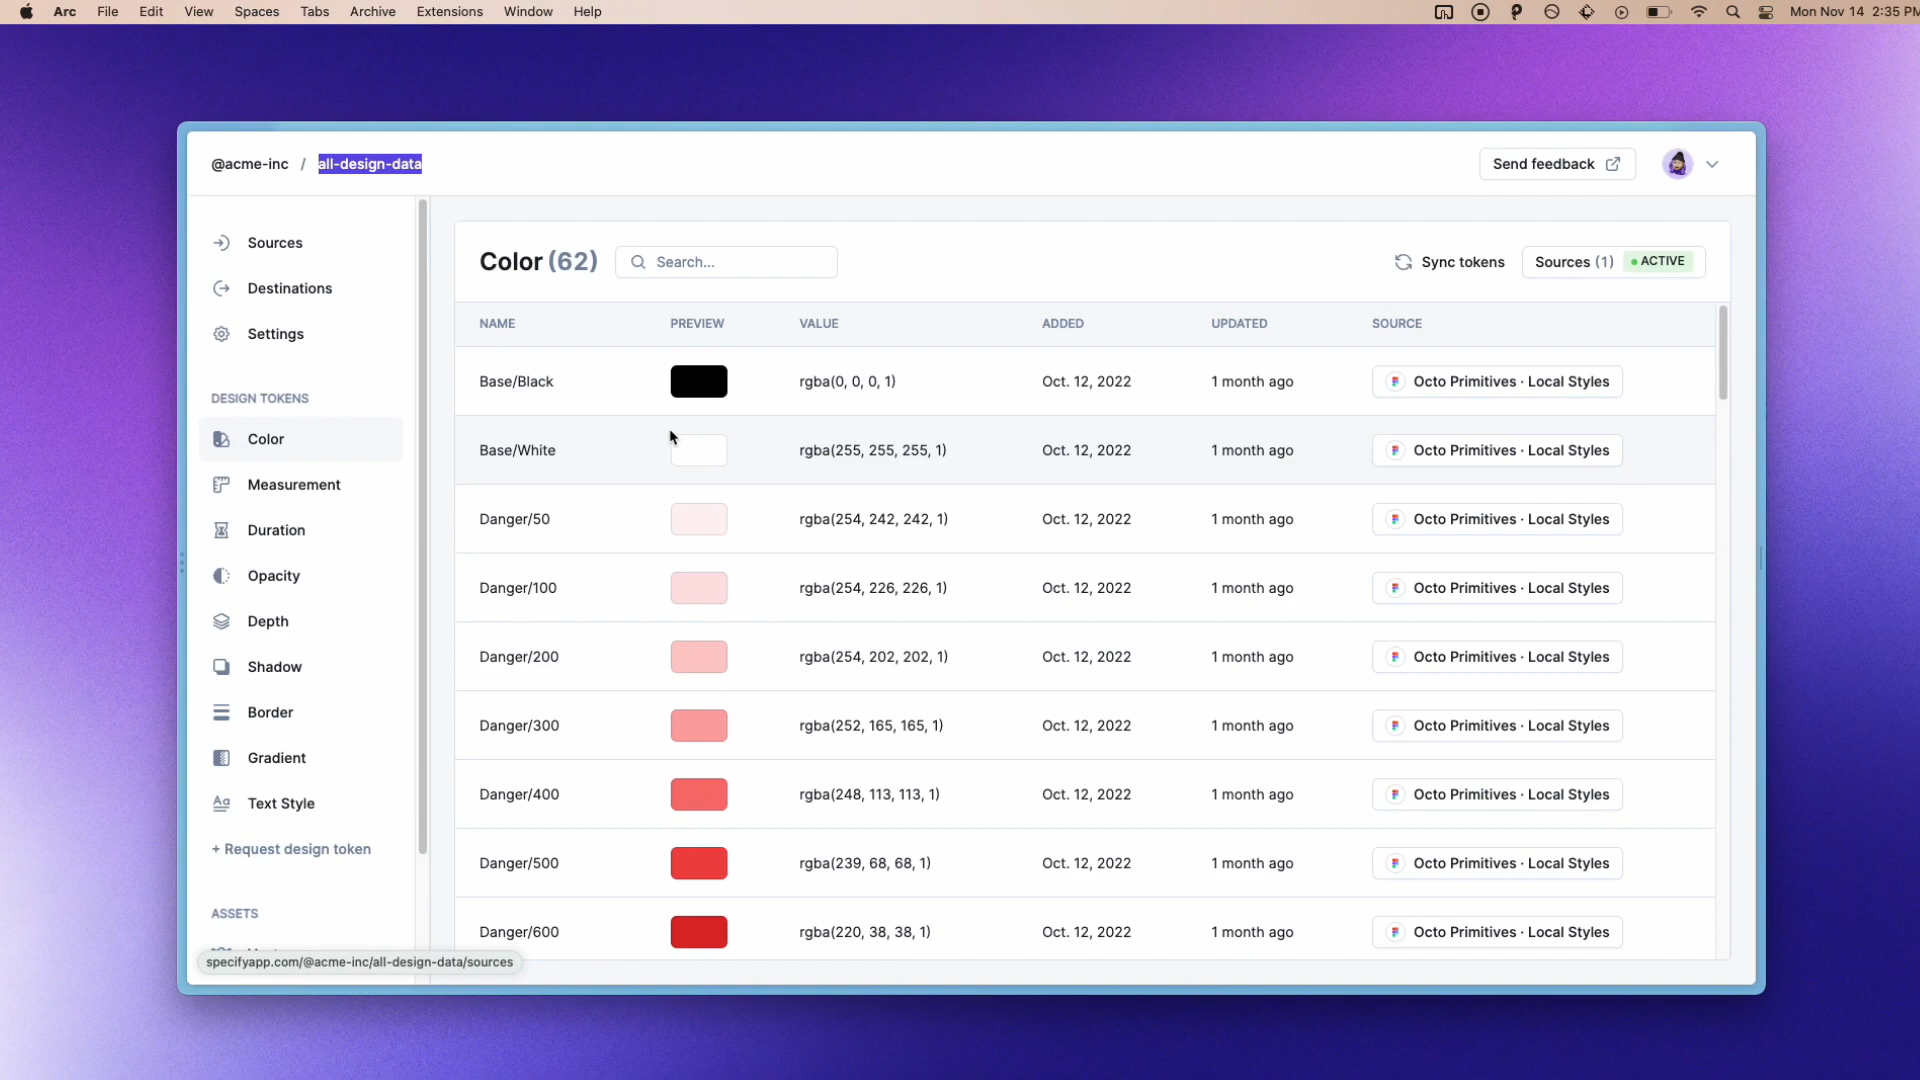 Arc File Edit View Spaces Tabs Archive Extensions Window Help Mon Nov 14 2:35 PM
@acme-inc / all-design-data Send feedback
Sources
Destinations
Settings
DESIGN TOKENS
Color
Measurement
Duration
Opacity
Depth
Shadow
Border
Gradient
Text Style
+ Request design token
ASSETS
specifyapp.com/@acme-inc/all-design-data/sources
Color (62) Search... Sync tokens Sources (1) ACTIVE
NAME PREVIEW VALUE ADDED UPDATED SOURCE
Base/Black rgba(0, 0, 0, 1) Oct. 12, 2022 1 month ago Octo Primitives · Local Styles
Base/White rgba(255, 255, 255, 1) Oct. 12, 2022 1 month ago Octo Primitives · Local Styles
Danger/50 rgba(254, 242, 242, 1) Oct. 12, 2022 1 month ago Octo Primitives · Local Styles
Danger/100 rgba(254, 226, 226, 1) Oct. 12, 2022 1 month ago Octo Primitives · Local Styles
Danger/200 rgba(254, 202, 202, 1) Oct. 12, 2022 1 month ago Octo Primitives · Local Styles
Danger/300 rgba(252, 165, 165, 1) Oct. 12, 2022 1 month ago Octo Primitives · Local Styles
Danger/400 rgba(248, 113, 113, 1) Oct. 12, 2022 1 month ago Octo Primitives · Local Styles
Danger/500 rgba(239, 68, 68, 1) Oct. 12, 2022 1 month ago Octo Primitives · Local Styles
Danger/600 rgba(220, 38, 38, 1) Oct. 12, 2022 1 month ago Octo Primitives · Local Styles